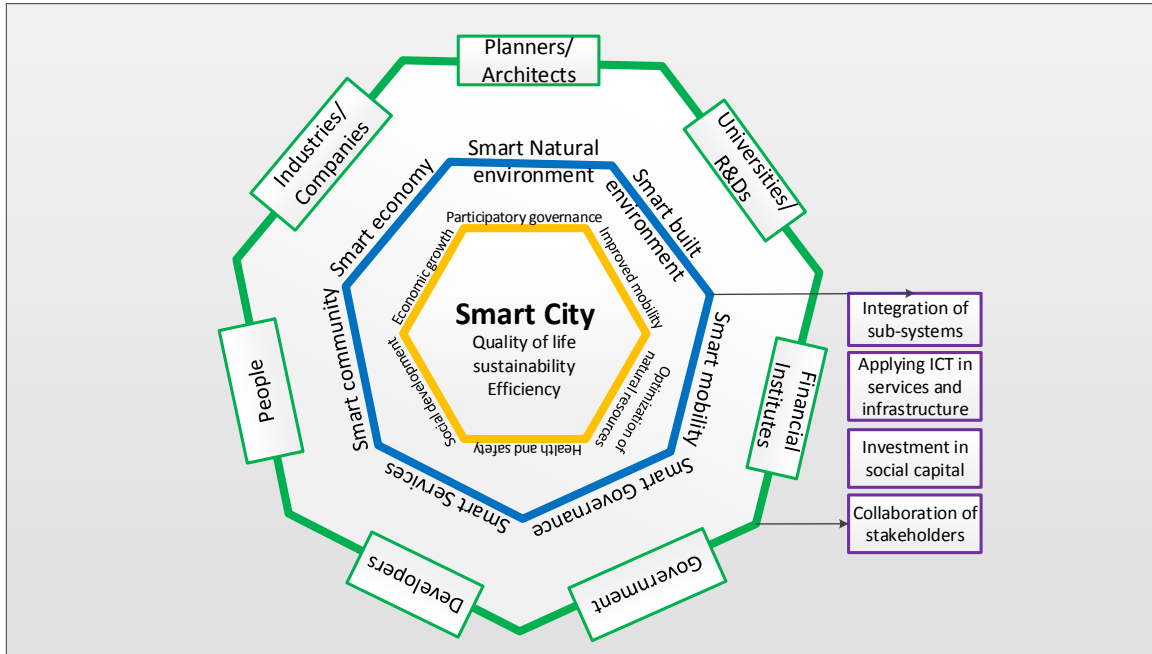 Planners/
Architects
Industries/
Companies
Universities/
R&Ds
Smart Natural
environment
Smart economy
Smart built
environment
Participatory governance
Economic growth
Improved mobility
Smart City
Quality of life
sustainability
Efficiency
Integration of
sub-systems
Applying ICT in
services and
infrastructure
Investment in
social capital
Collaboration of
stakeholders
Smart community
Smart mobility
Social development
Optimization of
natural resources
Health and safety
People
Financial
Institutes
Smart Services
Smart Governance
Developers
Government